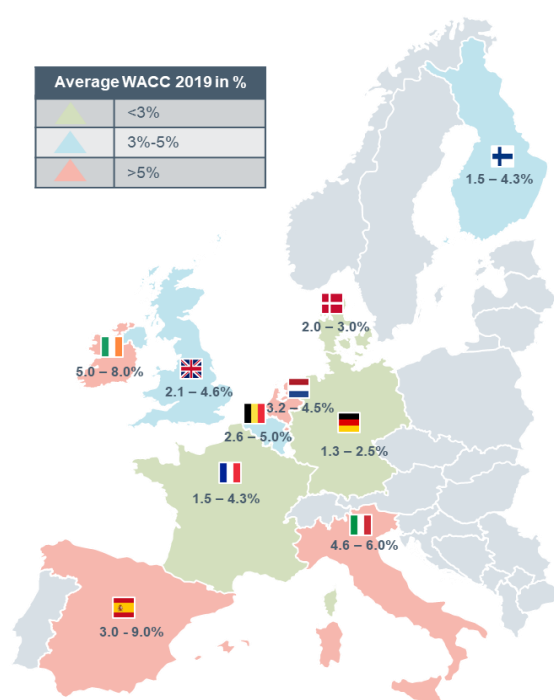 Average WACC 2019 in %
<3%
3%-5%
>5%
1.5 – 4.3%
2.0 – 3.0%
5.0 – 8.0%
2.1 – 4.6%
3.2 – 4.5%
2.6 – 5.0%
1.3 – 2.5%
1.5 – 4.3%
4.6 – 6.0%
3.0 - 9.0%